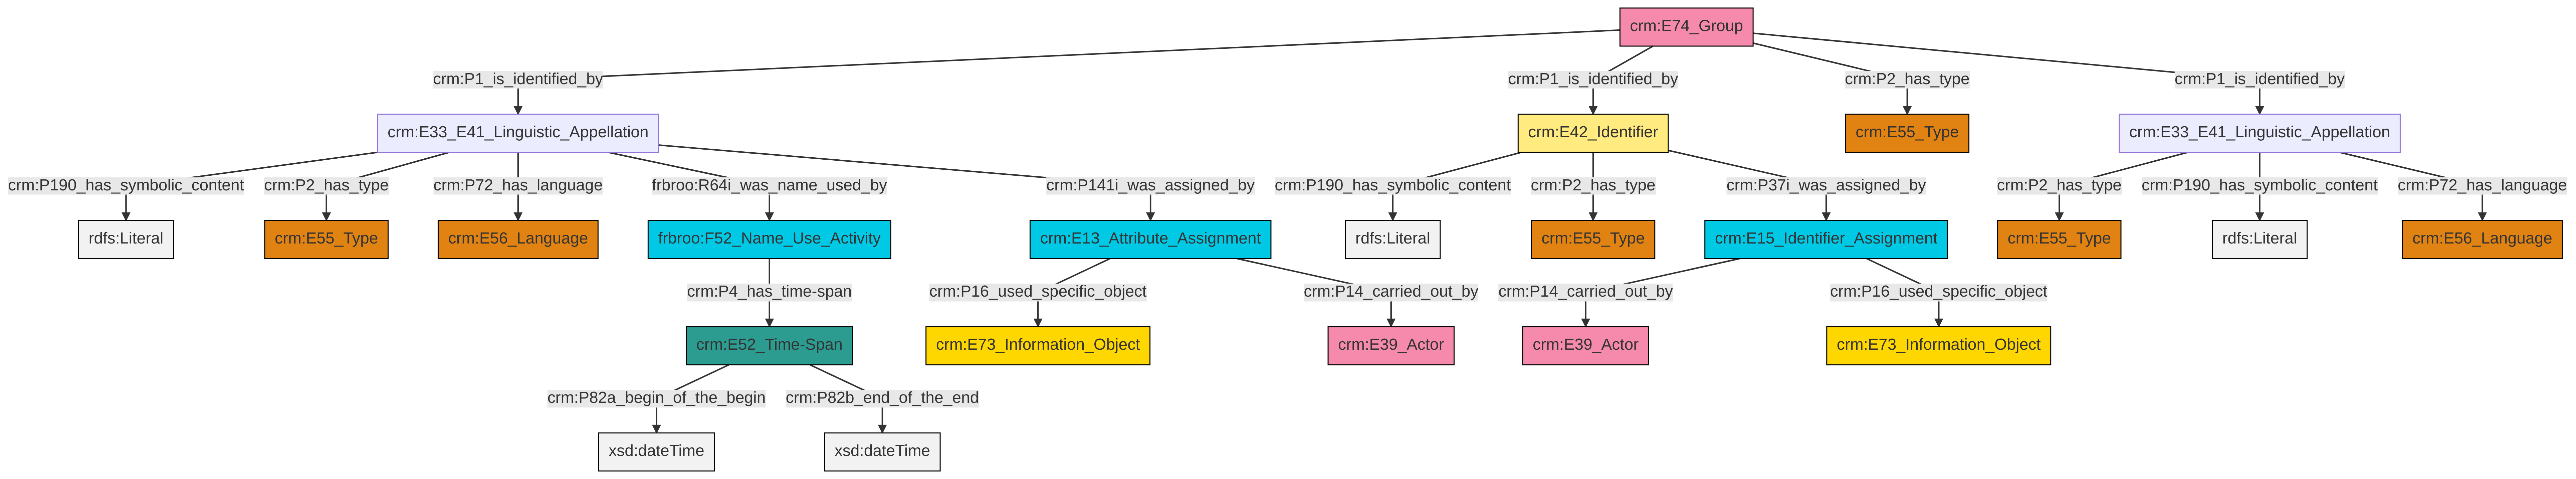 crm:E74_Group
crm:P1_is_identified_by
crm:P1_is_identified_by
crm:P2_has_type
crm:P1_is_identified_by
crm:E33_E41_Linguistic_Appellation
crm:E42_Identifier
crm:E55_Type
crm:E33_E41_Linguistic_Appellation
crm:P190_has_symbolic_content
crm:P2_has_type
crm:P72_has_language
frbroo:R64i_was_name_used_by
crm:P141i_was_assigned_by
crm:P190_has_symbolic_content
crm:P2_has_type
crm:P37i_was_assigned_by
crm:P2_has_type
crm:P190_has_symbolic_content
crm:P72_has_language
rdfs:Literal
crm:E55_Type
crm:E56_Language
frbroo:F52_Name_Use_Activity
crm:E13_Attribute_Assignment
rdfs:Literal
crm:E55_Type
crm:E15_Identifier_Assignment
crm:E55_Type
rdfs:Literal
crm:E56_Language
crm:P4_has_time-span
crm:P16_used_specific_object
crm:P14_carried_out_by
crm:P14_carried_out_by
crm:P16_used_specific_object
crm:E52_Time-Span
crm:E73_Information_Object
crm:E39_Actor
crm:E39_Actor
crm:E73_Information_Object
crm:P82a_begin_of_the_begin
crm:P82b_end_of_the_end
xsd:dateTime
xsd:dateTime